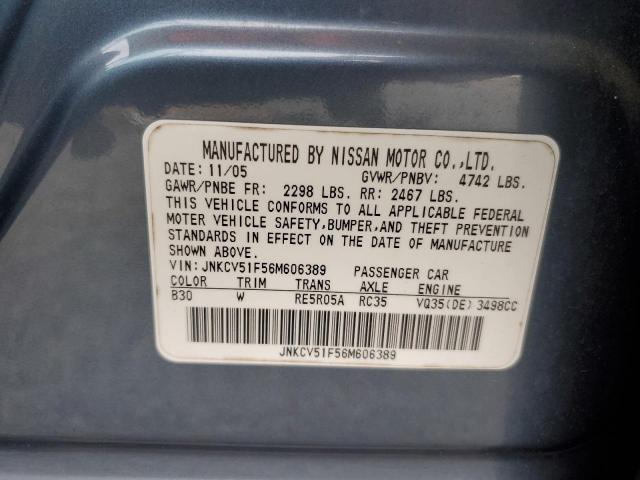 MANUFACTURED BY NISSAN MOTOR CO.,LTD.
DATE: 11/05 GVWR/PNBV: 4742 LBS.
GAWR/PNBE FR: 2298 LBS. RR: 2467 LBS.
THIS VEHICLE CONFORMS TO ALL APPLICABLE FEDERAL
MOTER VEHICLE SAFETY,BUMPER,AND THEFT PREVENTION
STANDARDS IN EFFECT ON THE DATE OF MANUFACTURE
SHOWN ABOVE.
VIN: JNKCV51F56M606389 PASSENGER CAR
COLOR TRIM TRANS AXLE ENGINE
B30 W RE5R05A RC35 VQ35(DE) 3498CC
JNKCV51F56M606389